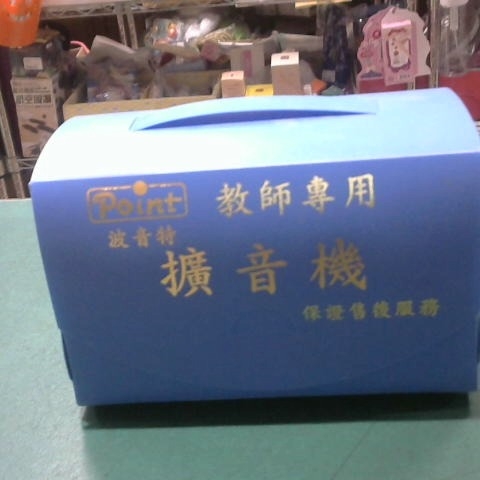 Point
教師專用
波音特
擴音機
保證售後服務